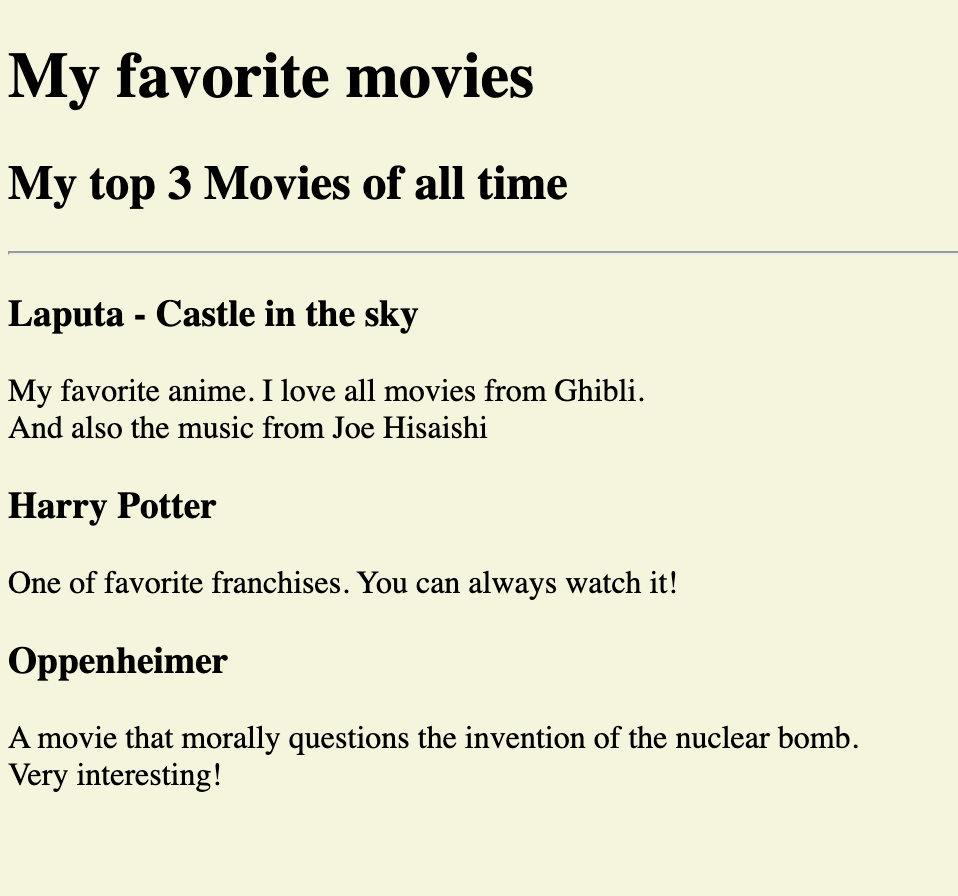 My favorite movies
My top 3 Movies of all time
Laputa - Castle in the sky
My favorite anime. I love all movies from Ghibli.
And also the music from Joe Hisaishi
Harry Potter
One of favorite franchises. You can always watch it!
Oppenheimer
A movie that morally questions the invention of the nuclear bomb.
Very interesting!